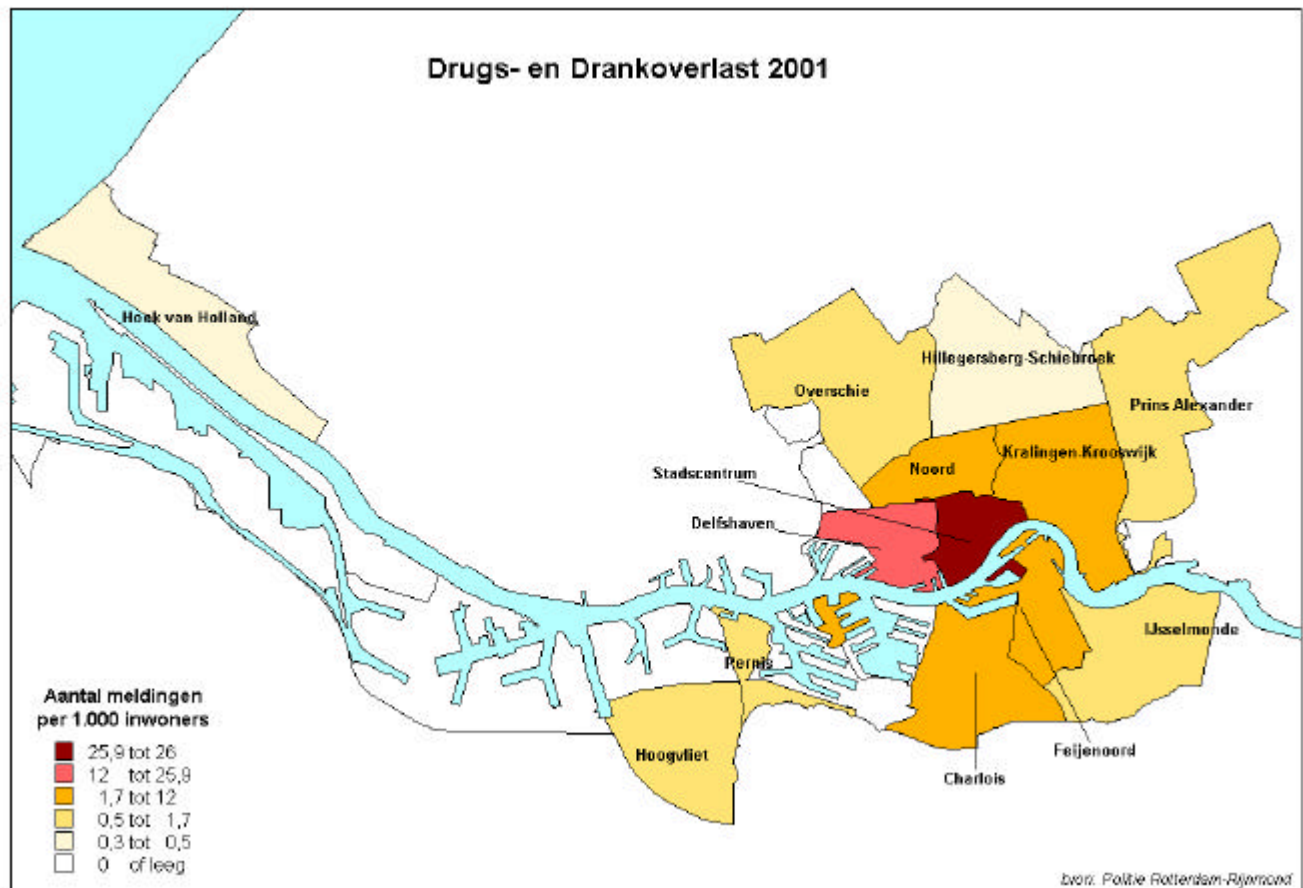 Drugs- en Drankoverlast 2001
Hoek van Holland
Hillegersberg-Schiebroek
Overschie
Prins Alexander
Kralingen-Krooswijk
Noord
Stadscentrum
Delfshaven
IJsselmonde
Pernis
Hoogvliet
Feijenoord
Charlois
Aantal meldingen
per 1.000 inwoners
25,9 tot 26
12 tot 25,9
1,7 tot 12
0,5 tot 1,7
0,3 tot 0,5
0 of leeg
bron: Politie Rotterdam-Rijnmond